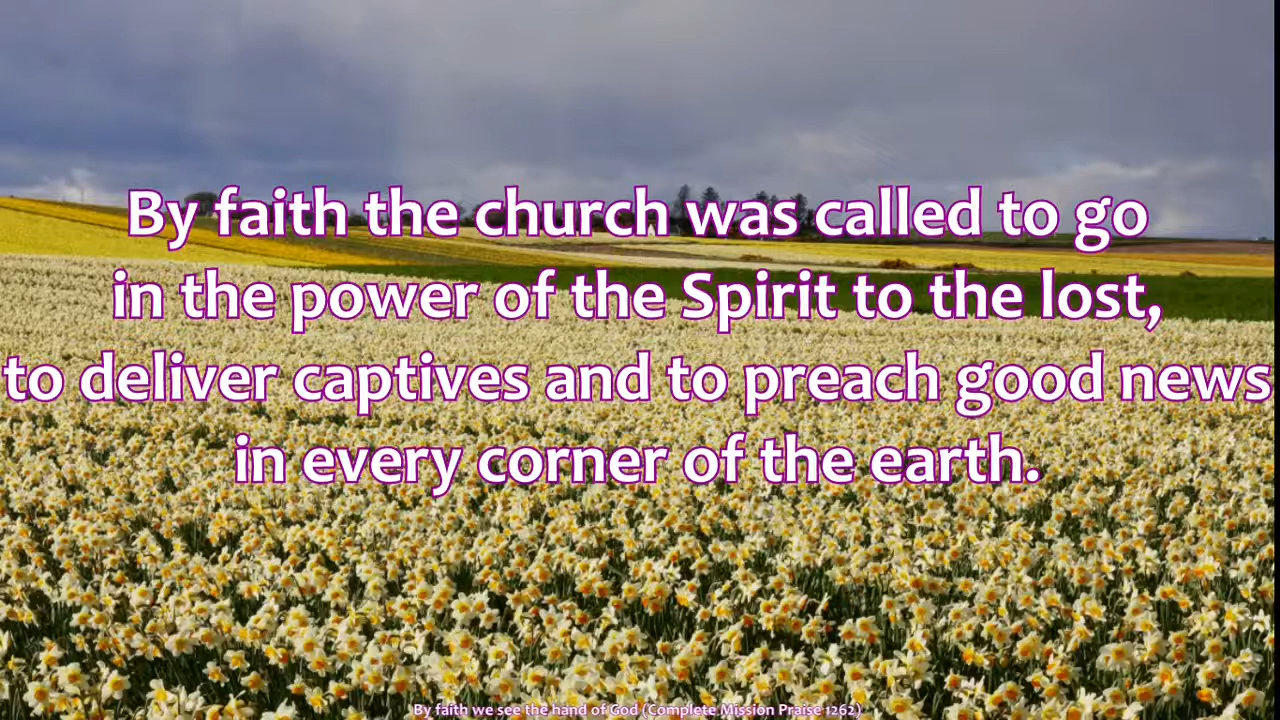 By faith the church was called to go
in the power of the Spirit to the lost,
to deliver captives and to preach good news
in every corner of the earth.
By faith we see the hand of God (Complete Mission Praise 1262)